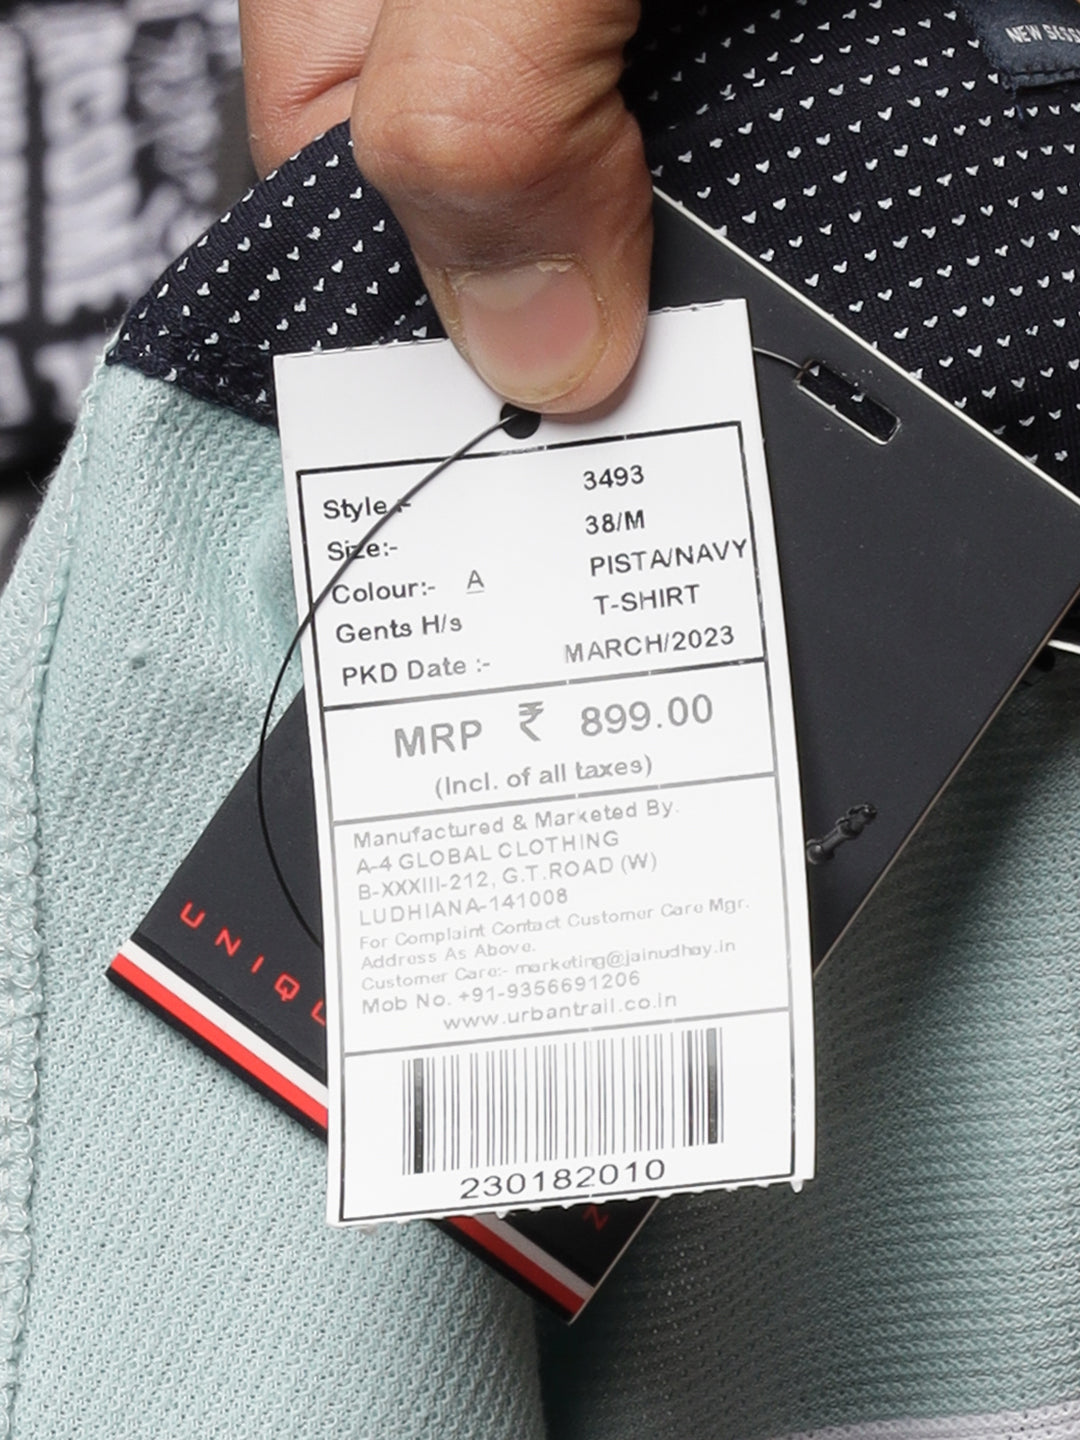 Style :- 3493
Size:- 38/M
Colour:- A PISTA/NAVY
Gents H/s T-SHIRT
PKD Date :- MARCH/2023
MRP ₹ 899.00
(Incl. of all taxes)
Manufactured & Marketed By.
A-4 GLOBAL CLOTHING
B-XXXIII-212, G.T.ROAD (W)
LUDHIANA-141008
For Complaint Contact Customer Care Mgr.
Address As Above.
Customer Care:- marketing@jainudhay.in
Mob No. +91-9356691206
www.urbantrail.co.in
230182010
NEW